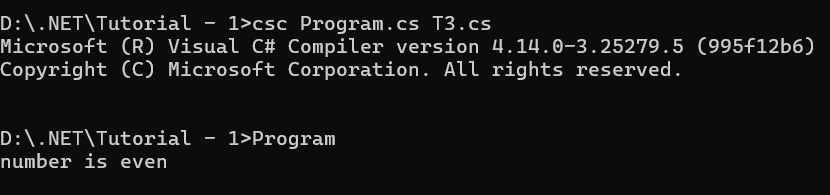 D:\.NET\Tutorial - 1>csc Program.cs T3.cs
Microsoft (R) Visual C# Compiler version 4.14.0-3.25279.5 (995f12b6)
Copyright (C) Microsoft Corporation. All rights reserved.
D:\.NET\Tutorial - 1>Program
number is even